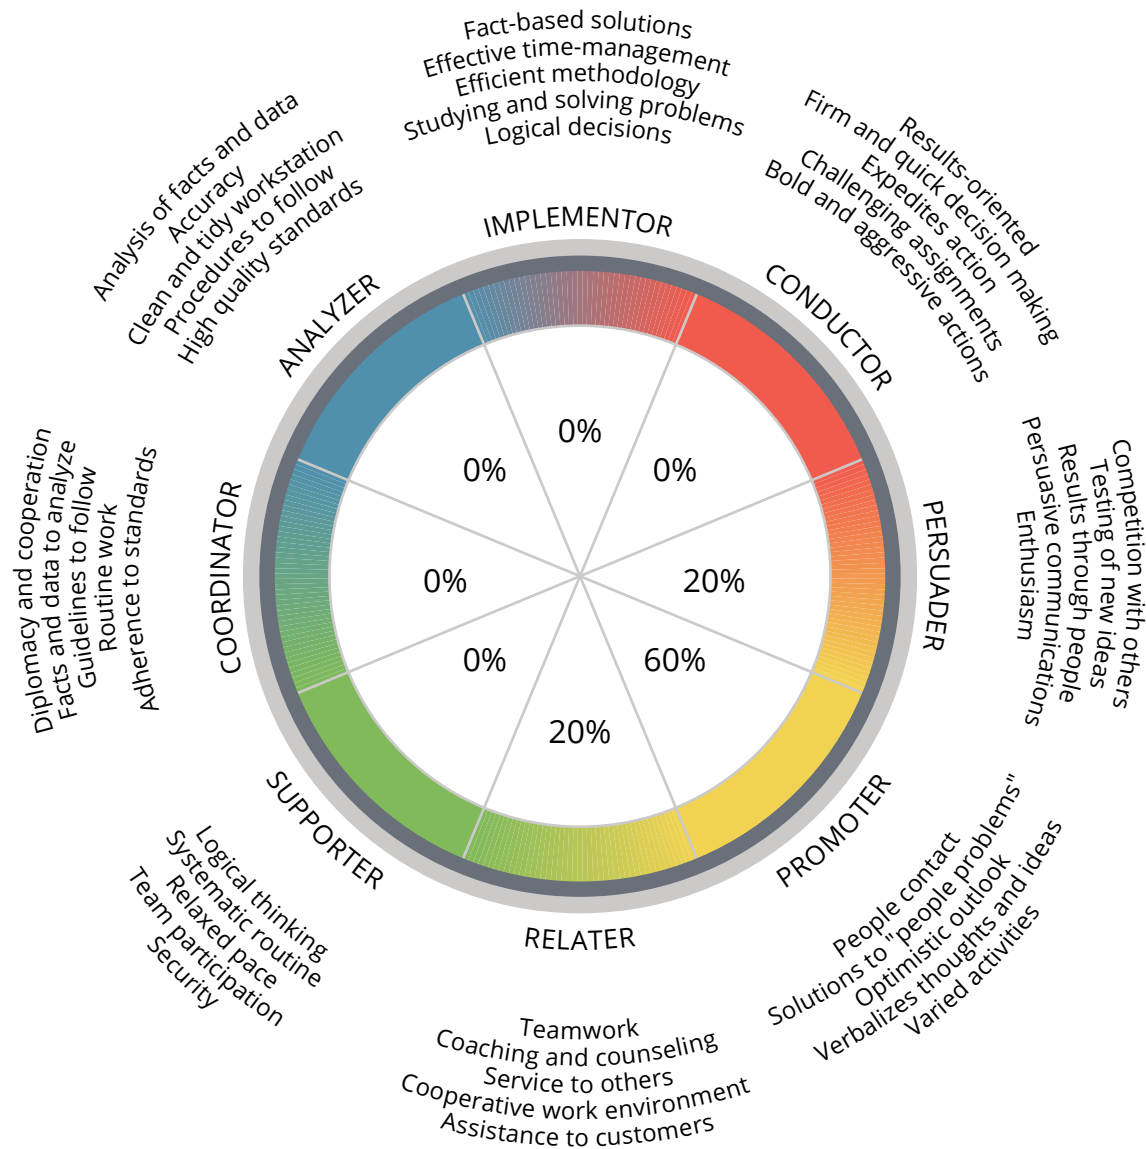 Fact-based solutions
Effective time-management
Efficient methodology
Studying and solving problems
Logical decisions
IMPLEMENTOR
0%
Results-oriented
Firm and quick decision making
Expedites action
Challenging assignments
Bold and aggressive actions
CONDUCTOR
0%
Competition with others
Testing of new ideas
Results through people
Persuasive communications
Enthusiasm
PERSUADER
20%
PROMOTER
60%
People contact
Solutions to "people problems"
Optimistic outlook
Verbalizes thoughts and ideas
Varied activities
20%
RELATER
Teamwork
Coaching and counseling
Service to others
Cooperative work environment
Assistance to customers
0%
SUPPORTER
Logical thinking
Systematic routine
Relaxed pace
Team participation
Security
Diplomacy and cooperation
Facts and data to analyze
Guidelines to follow
Routine work
Adherence to standards
COORDINATOR
0%
Analysis of facts and data
Accuracy
Clean and tidy workstation
Procedures to follow
High quality standards
ANALYZER
0%